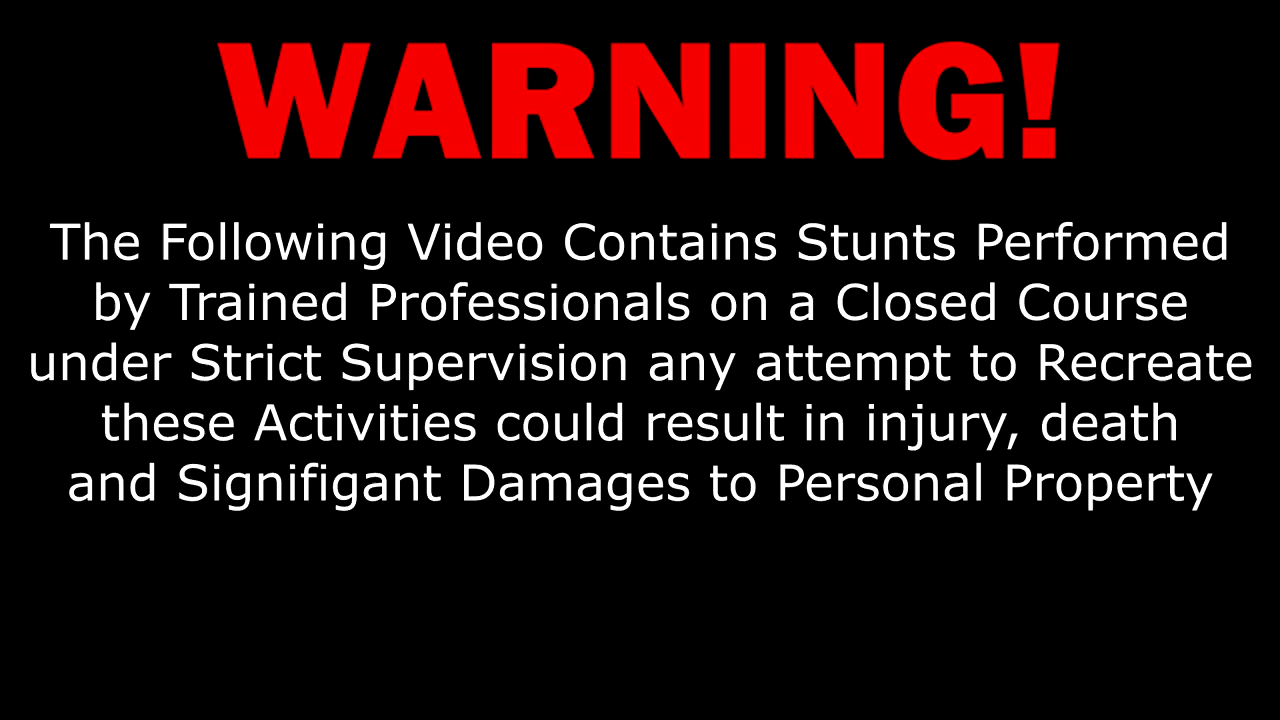 WARNING!
The Following Video Contains Stunts Performed
by Trained Professionals on a Closed Course
under Strict Supervision any attempt to Recreate
these Activities could result in injury, death
and Signifigant Damages to Personal Property